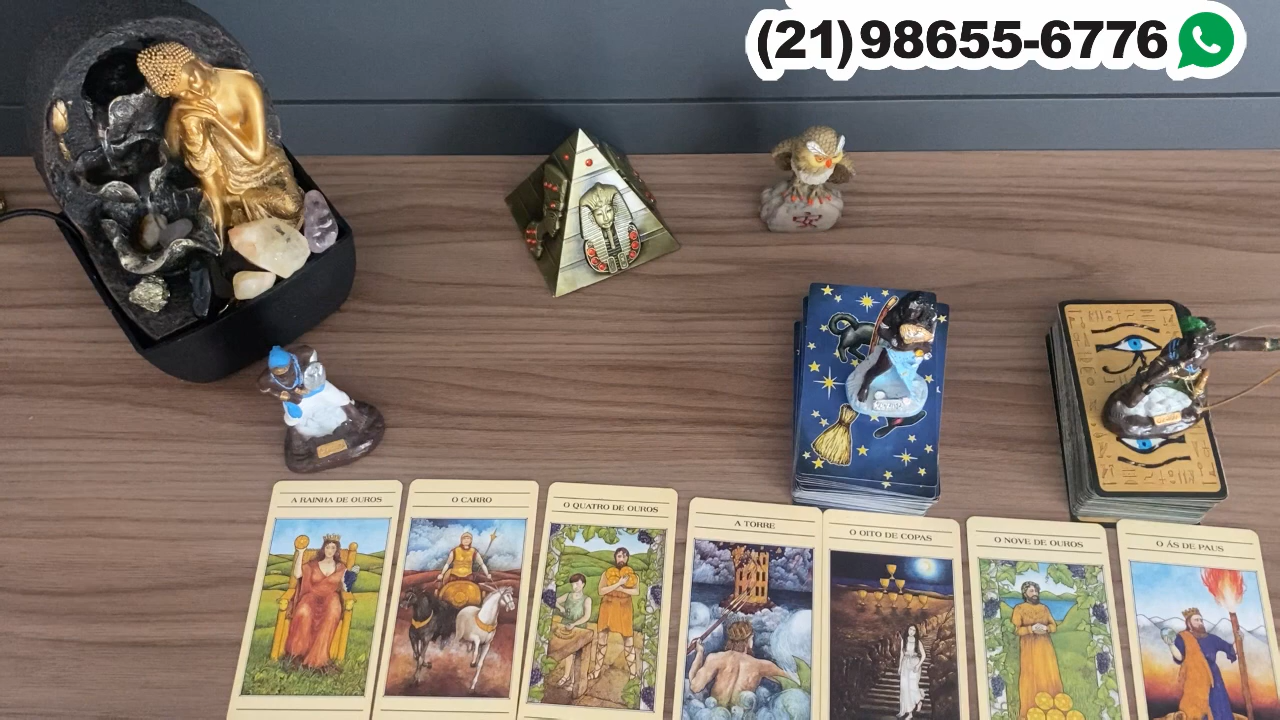 (21)98655-6776
A RAINHA DE OUROS
O CARRO
O QUATRO DE OUROS
A TORRE
O OITO DE COPAS
O NOVE DE OUROS
O ÁS DE PAUS